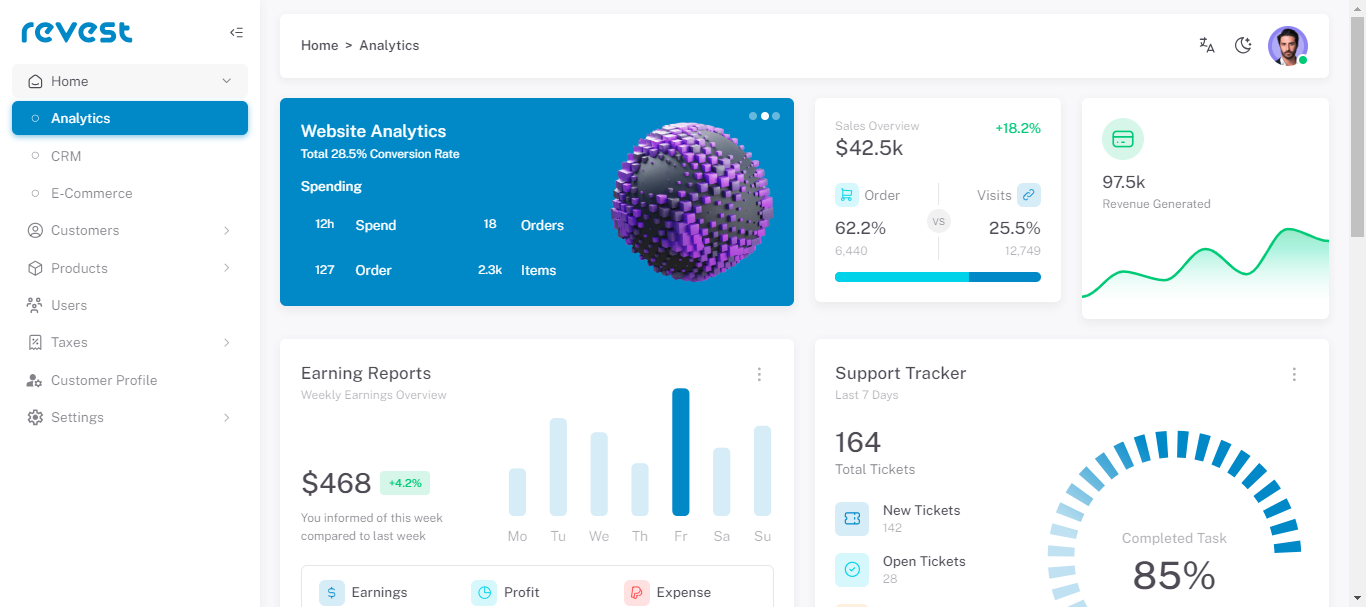 revest
Home
Analytics
CRM
E-Commerce
Customers
Products
Users
Taxes
Customer Profile
Settings
Home > Analytics
Website Analytics
Total 28.5% Conversion Rate
Spending
12h Spend 18 Orders
127 Order 2.3k Items
Sales Overview +18.2%
$42.5k
Order Visits
VS
62.2% 25.5%
6,440 12,749
97.5k
Revenue Generated
Earning Reports
Weekly Earnings Overview
$468 +4.2%
You informed of this week
compared to last week
Mo Tu We Th Fr Sa Su
Earnings Profit Expense
Support Tracker
Last 7 Days
164
Total Tickets
New Tickets
142
Open Tickets
28
Completed Task
85%